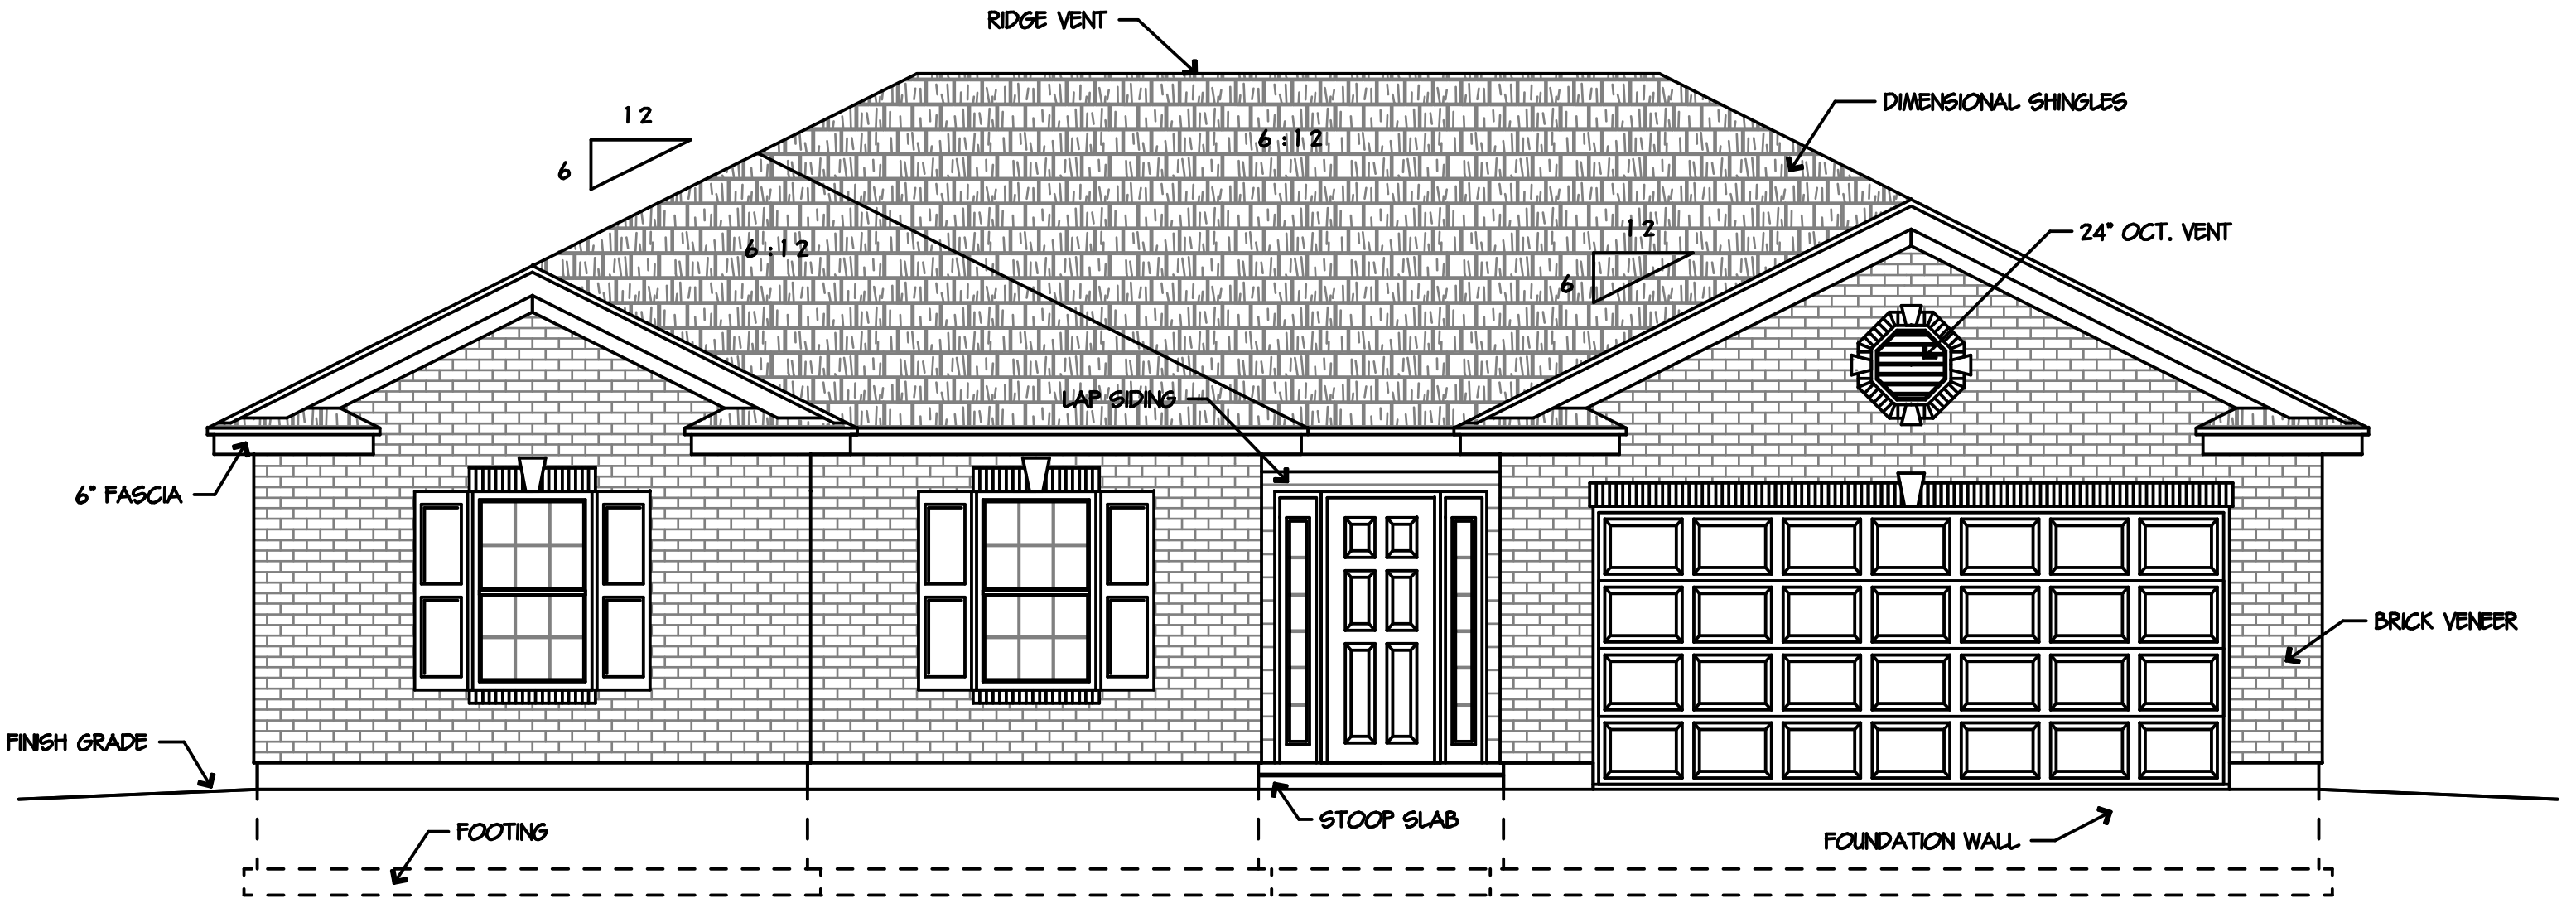 RIDGE VENT
DIMENSIONAL SHINGLES
12
6
6:12
12
6
24" OCT. VENT
6:12
LAP SIDING
6" FASCIA
BRICK VENEER
FINISH GRADE
STOOP SLAB
FOOTING
FOUNDATION WALL